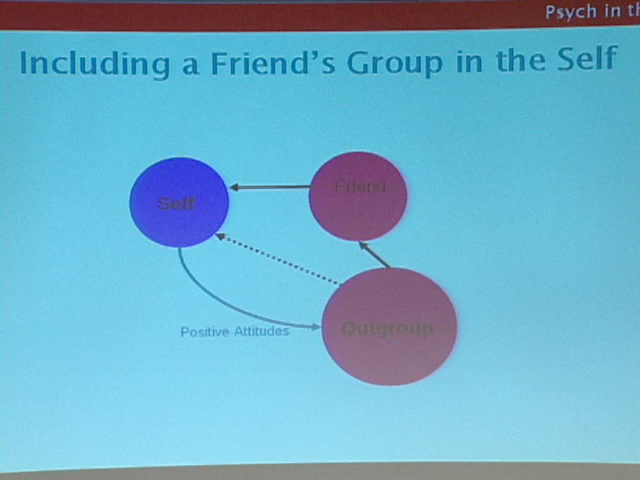 Psych in th
Including a Friend's Group in the Self
Self
Friend
Outgroup
Positive Attitudes